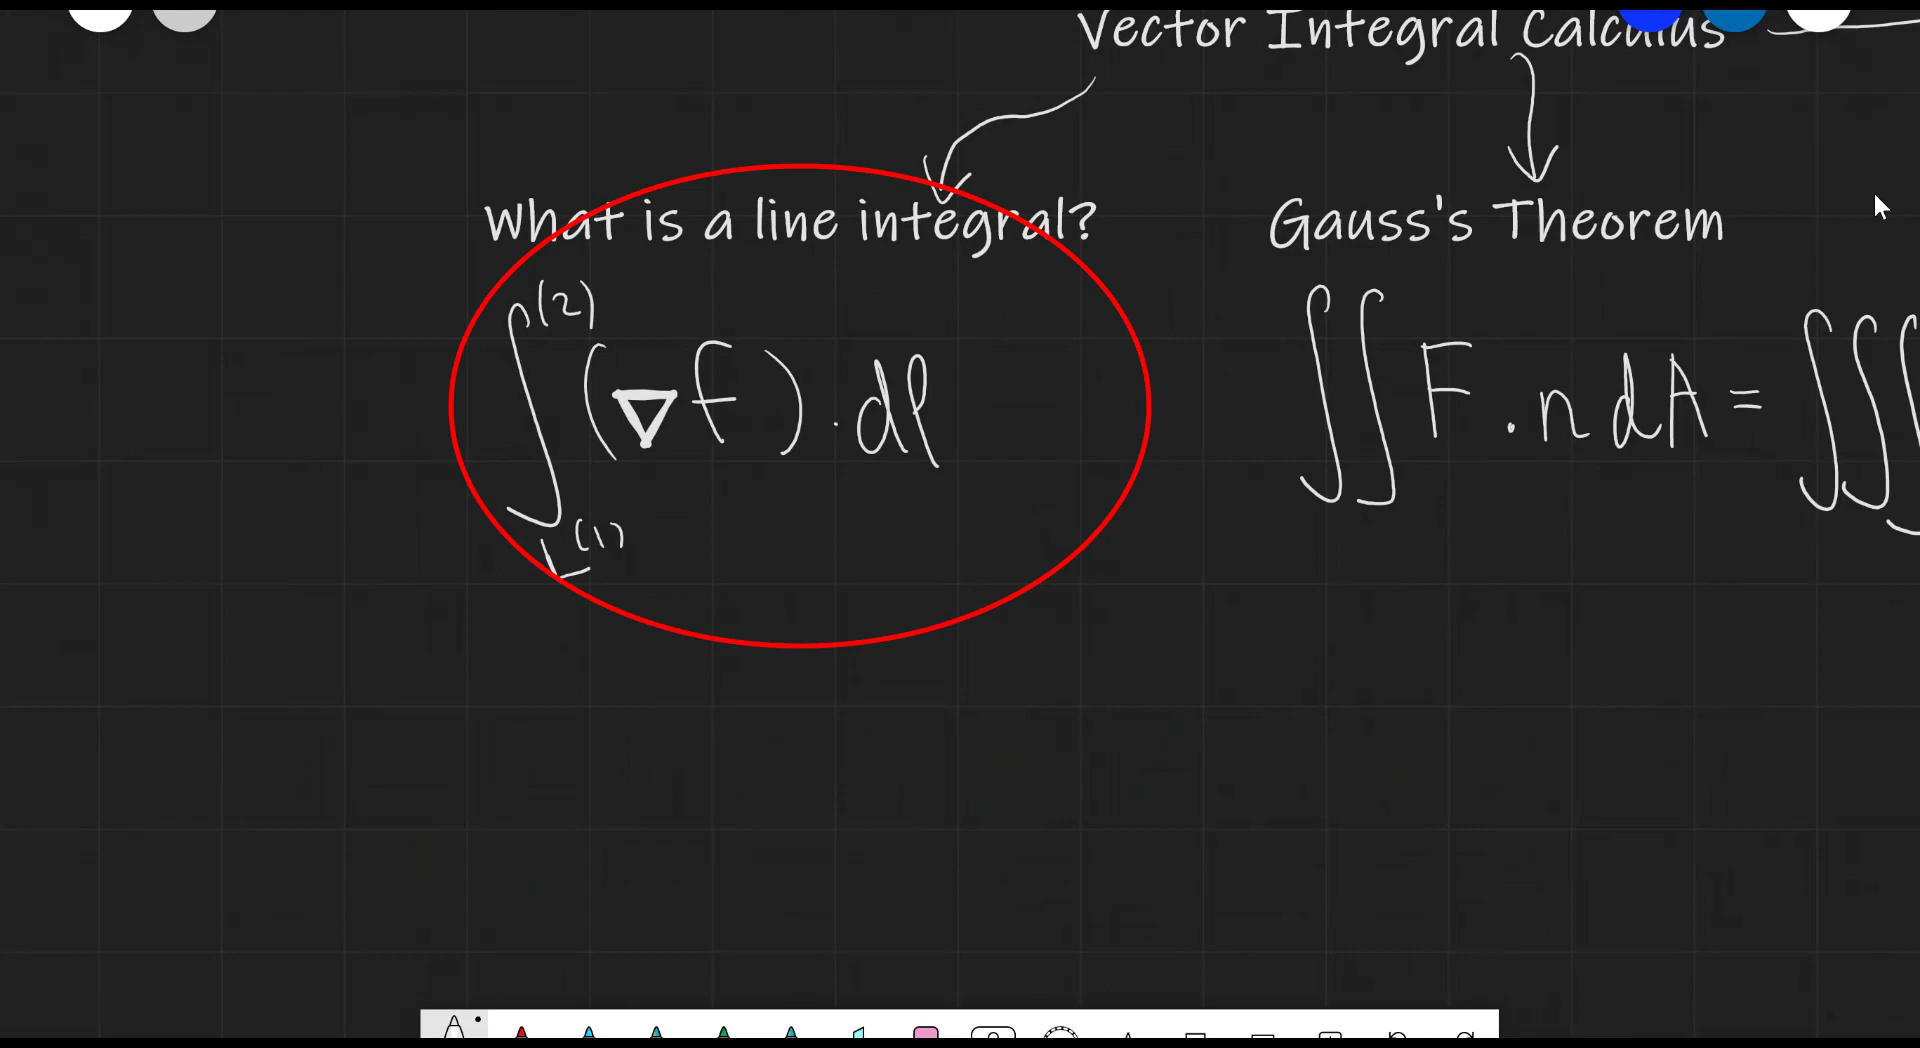 Vector Integral Calculus
What is a line integral?
Gauss's Theorem
∫_{L(1)}^{(2)} (∇f) · dl
∬ F · n dA = ∭